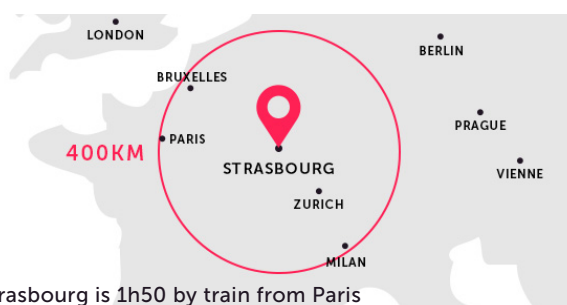 LONDON
BERLIN
BRUXELLES
PRAGUE
PARIS
400KM
STRASBOURG
VIENNE
ZURICH
MILAN
rasbourg is 1h50 by train from Paris